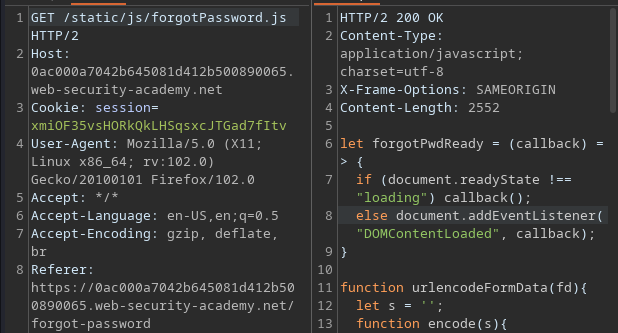 1 GET /static/js/forgotPassword.js
HTTP/2
2 Host:
0ac000a7042b645081d412b500890065.
web-security-academy.net
3 Cookie: session=
xmiOF35vsHORkQkLHSqsxcJTGad7fItv
4 User-Agent: Mozilla/5.0 (X11;
Linux x86_64; rv:102.0)
Gecko/20100101 Firefox/102.0
5 Accept: */*
6 Accept-Language: en-US,en;q=0.5
7 Accept-Encoding: gzip, deflate,
br
8 Referer:
https://0ac000a7042b645081d412b50
0890065.web-security-academy.net/
forgot-password
1 HTTP/2 200 OK
2 Content-Type:
application/javascript;
charset=utf-8
3 X-Frame-Options: SAMEORIGIN
4 Content-Length: 2552
5
6 let forgotPwdReady = (callback) =
> {
7 if (document.readyState !==
"loading") callback();
8 else document.addEventListener(
"DOMContentLoaded", callback);
9 }
10
11 function urlencodeFormData(fd){
12 let s = '';
13 function encode(s){